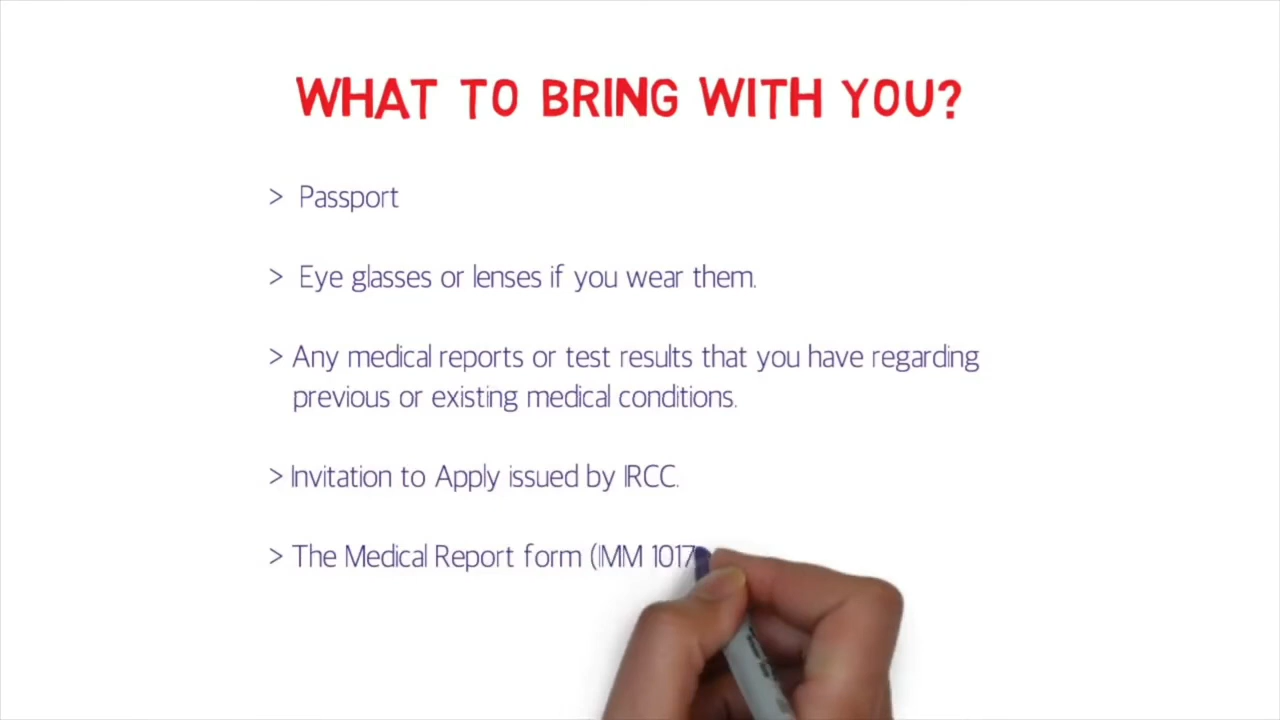 WHAT TO BRING WITH YOU?
> Passport
> Eye glasses or lenses if you wear them.
> Any medical reports or test results that you have regarding
previous or existing medical conditions.
> Invitation to Apply issued by IRCC.
> The Medical Report form (IMM 1017